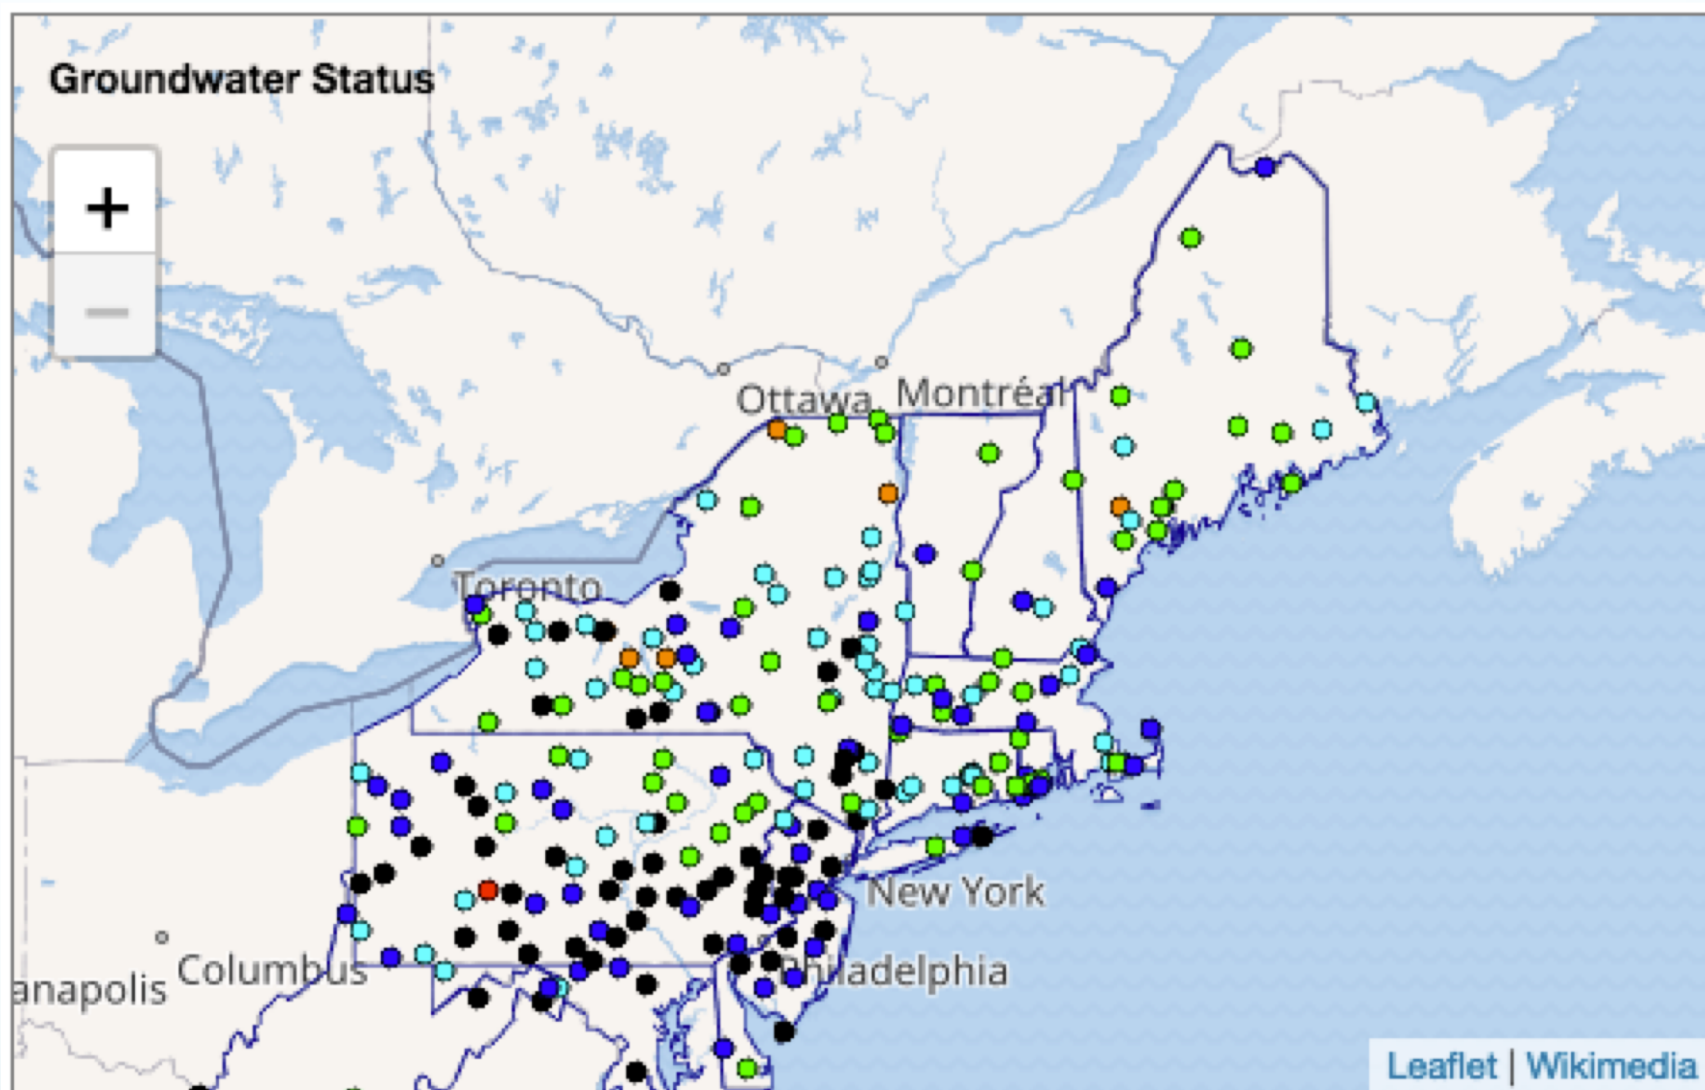 Groundwater Status
+
−
Ottawa
Montréal
Toronto
New York
Columbus
Philadelphia
anapolis
Leaflet | Wikimedia